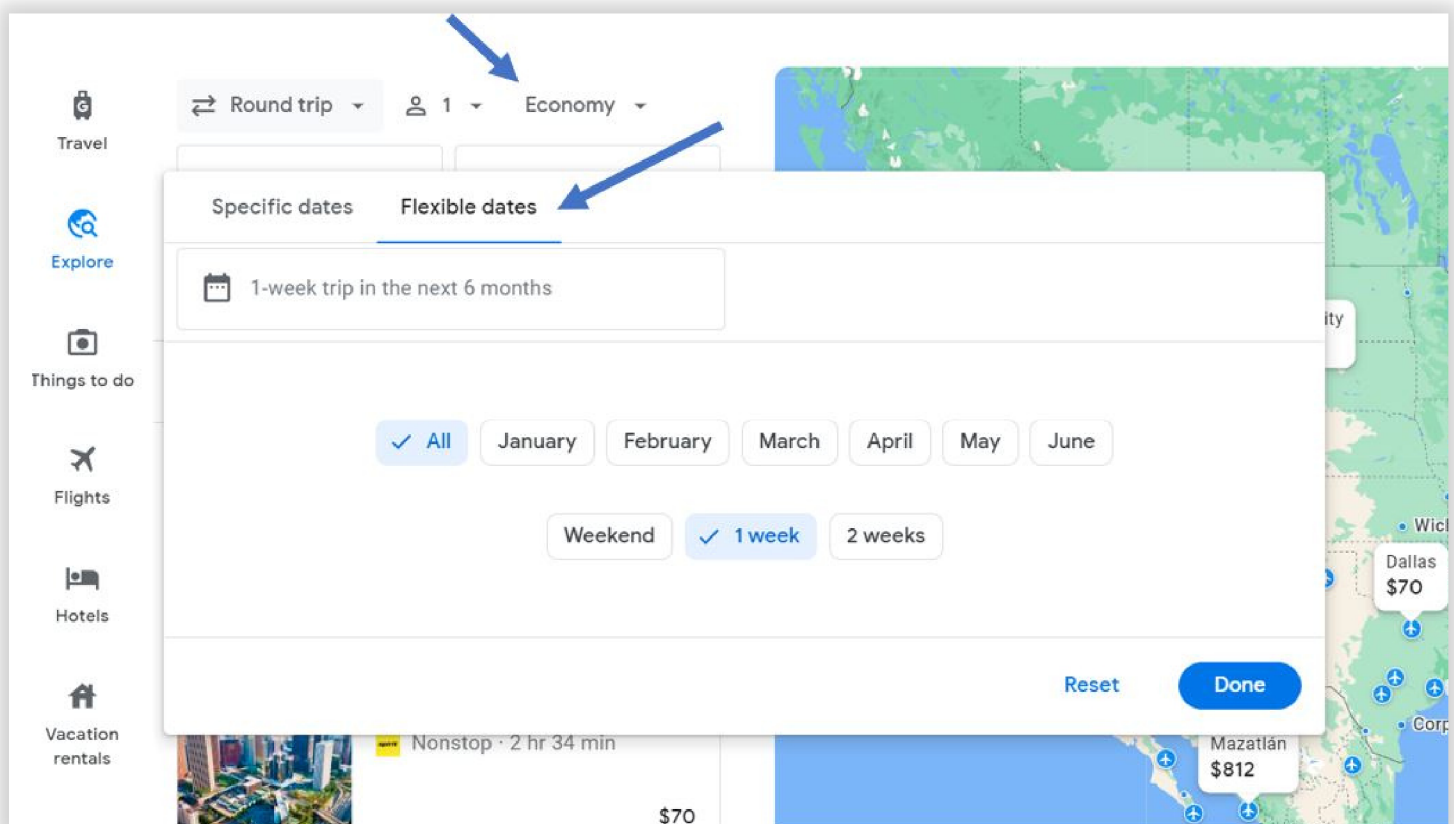 Travel
Round trip
1
Economy
Explore
Specific dates
Flexible dates
1-week trip in the next 6 months
Things to do
All
January
February
March
April
May
June
Flights
Weekend
1 week
2 weeks
Hotels
Reset
Done
Vacation
rentals
spirit
Nonstop · 2 hr 34 min
$70
ity
Wich
Dallas
$70
Corp
Mazatlán
$812